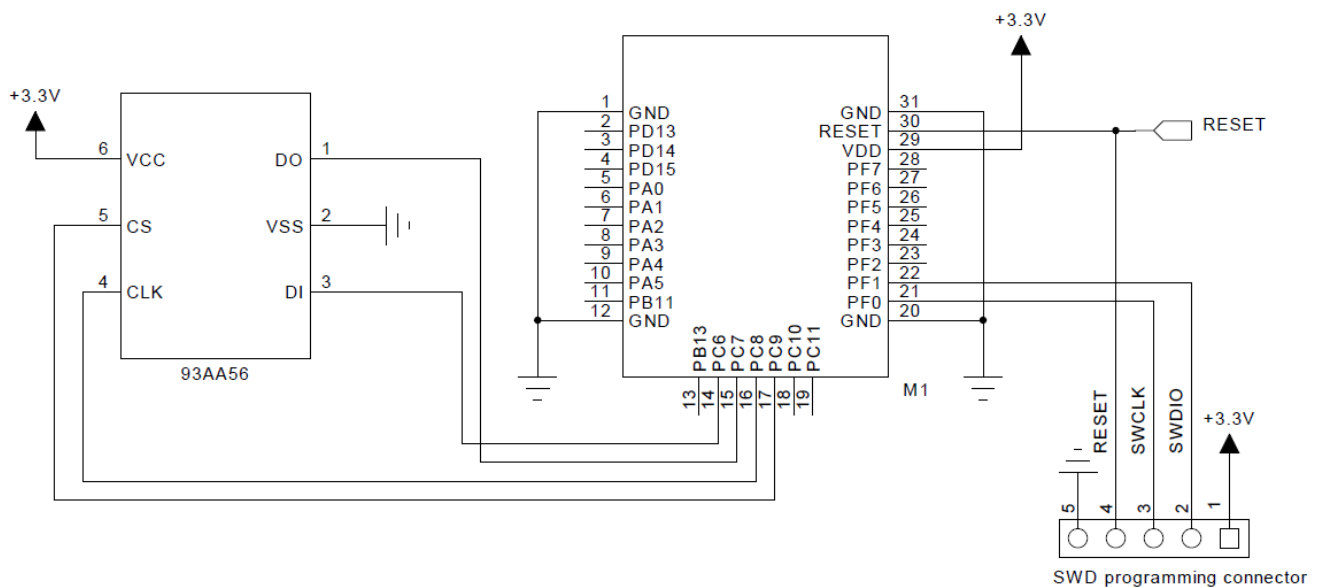 +3.3V
6 VCC
5 CS
4 CLK
DO 1
VSS 2
DI 3
93AA56
1 GND
2 PD13
3 PD14
4 PD15
5 PA0
6 PA1
7 PA2
8 PA3
9 PA4
10 PA5
11 PB11
12 GND
PB13 13
PC6 14
PC7 15
PC8 16
PC9 17
PC10 18
PC11 19
GND 31
RESET 30
VDD 29
PF7 28
PF6 27
PF5 26
PF4 25
PF3 24
PF2 23
PF1 22
PF0 21
GND 20
M1
+3.3V
RESET
RESET
SWCLK
SWDIO
+3.3V
5 4 3 2 1
SWD programming connector